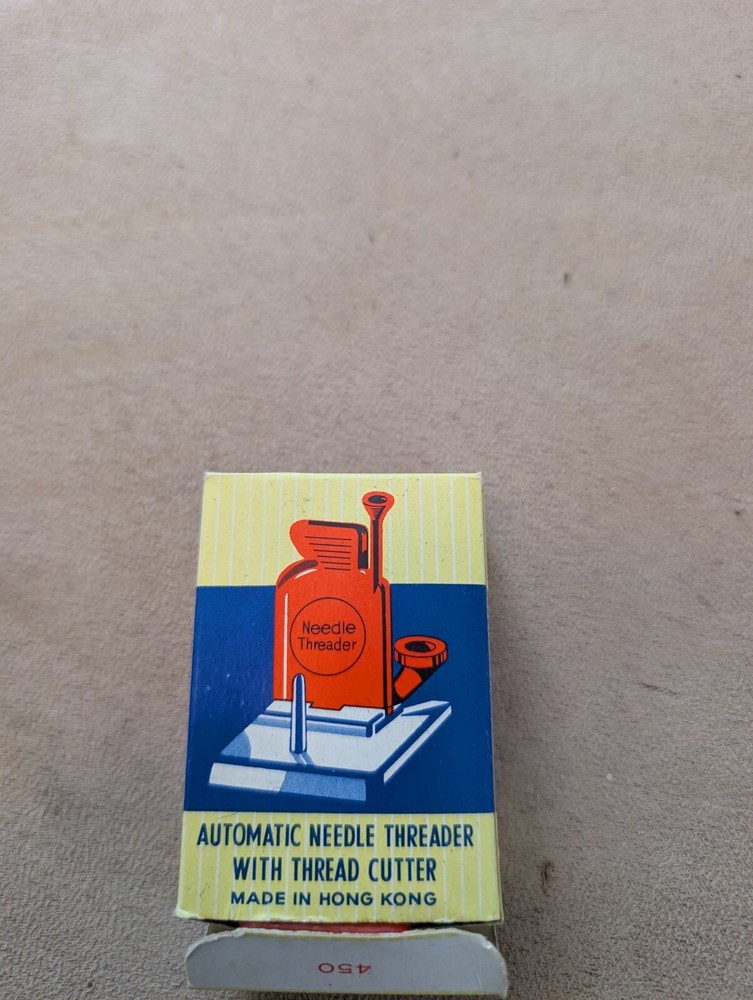 Needle
Threader
AUTOMATIC NEEDLE THREADER
WITH THREAD CUTTER
MADE IN HONG KONG
450